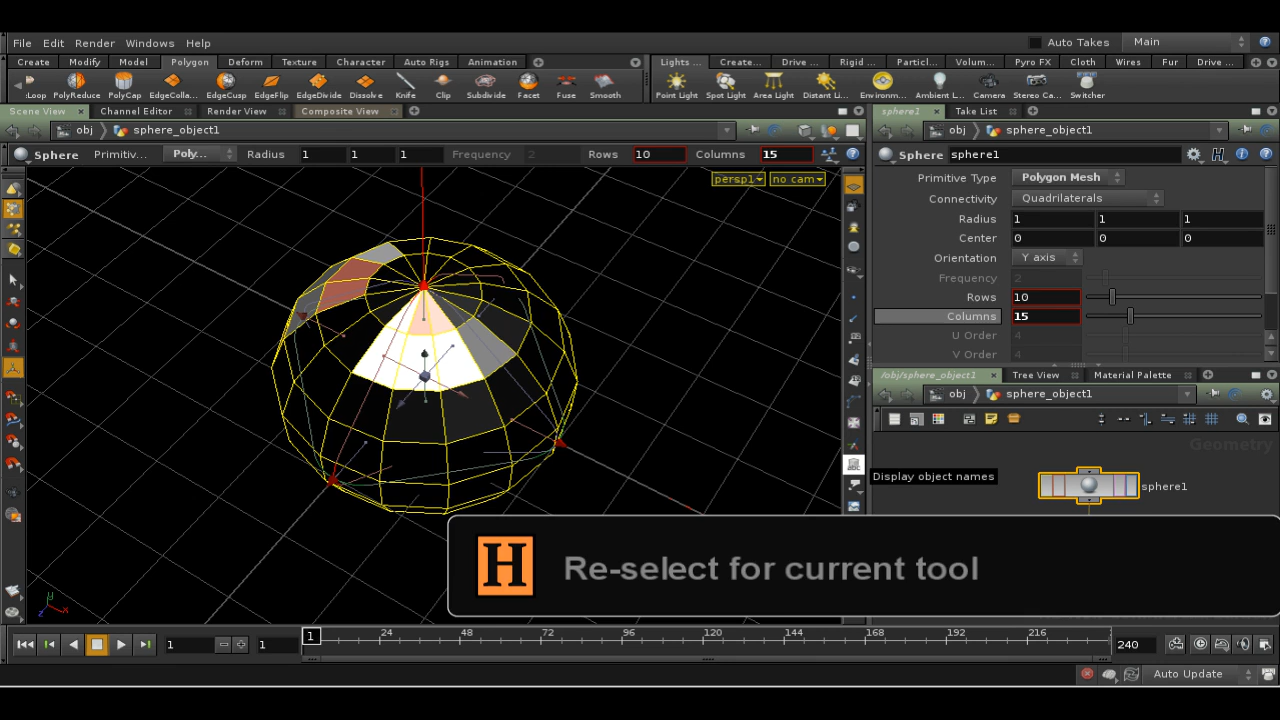 File Edit Render Windows Help Auto Takes Main
Create Modify Model Polygon Deform Texture Character Auto Rigs Animation Lights ... Create... Drive ... Rigid ... Particl... Cloth Volum... Pyro FX Cloth Wires Fur Drive ...
:Loop PolyReduce PolyCap EdgeColla... EdgeCusp EdgeFlip EdgeDivide Dissolve Knife Clip Subdivide Facet Fuse Smooth Point Light Spot Light Area Light Distant Li... Environm... Ambient L... Camera Stereo Ca... Switcher
Scene View Channel Editor Render View Composite View sphere1 Take List
obj sphere_object1 obj sphere_object1
Sphere Primitiv... Poly... Radius 1 1 1 Frequency 2 Rows 10 Columns 15 Sphere sphere1
persp1 no cam
Primitive Type Polygon Mesh
Connectivity Quadrilaterals
Radius 1 1 1
Center 0 0 0
Orientation Y axis
Frequency 2
Rows 10
Columns 15
U Order 4
V Order 4
/obj/sphere_object1 Tree View Material Palette
obj sphere_object1
Geometry
abc Display object names
sphere1
H Re-select for current tool
y
z x
1 1 1 24 48 72 96 120 144 168 192 216 240
Auto Update